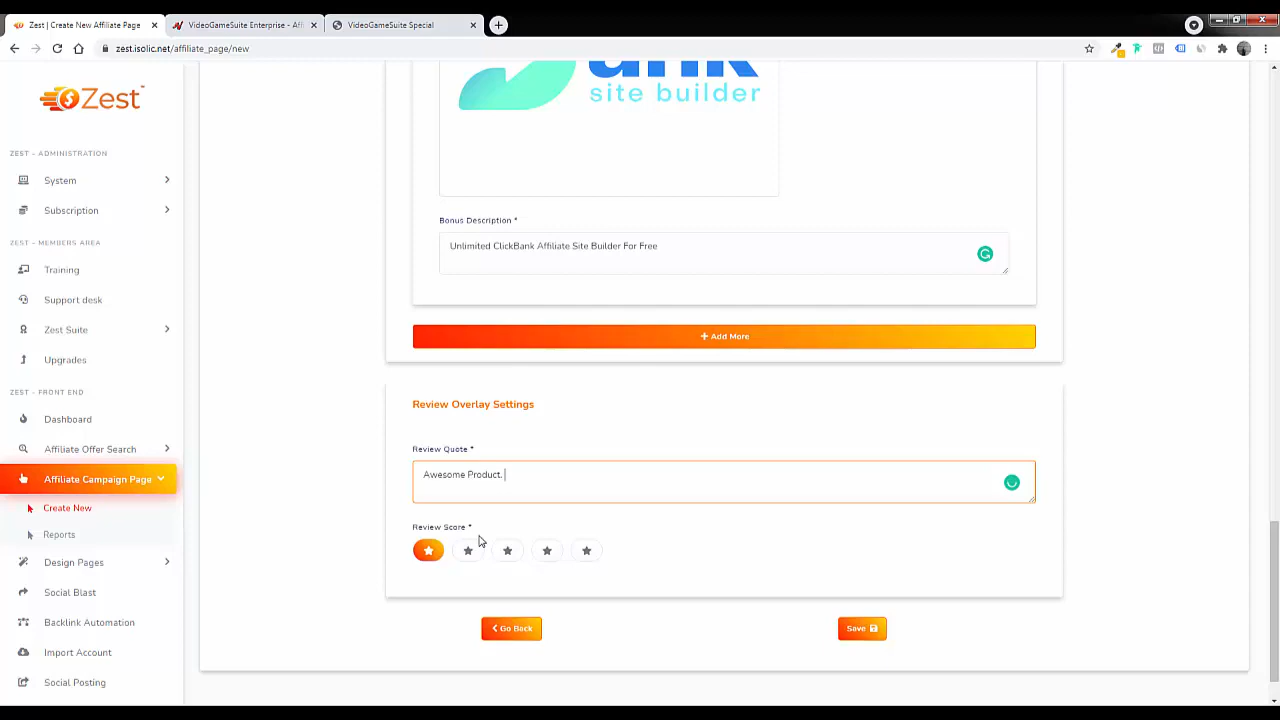 Zest | Create New Affiliate Page
VideoGameSuite Enterprise - Aff
VideoGameSuite Special
zest.isolic.net/affiliate_page/new
Zest
ZEST - ADMINISTRATION
System
Subscription
ZEST - MEMBERS AREA
Training
Support desk
Zest Suite
Upgrades
ZEST - FRONT END
Dashboard
Affiliate Offer Search
Affiliate Campaign Page
Create New
Reports
Design Pages
Social Blast
Backlink Automation
Import Account
Social Posting
site builder
Bonus Description *
Unlimited ClickBank Affiliate Site Builder For Free
+ Add More
Review Overlay Settings
Review Quote *
Awesome Product.
Review Score *
Go Back
Save